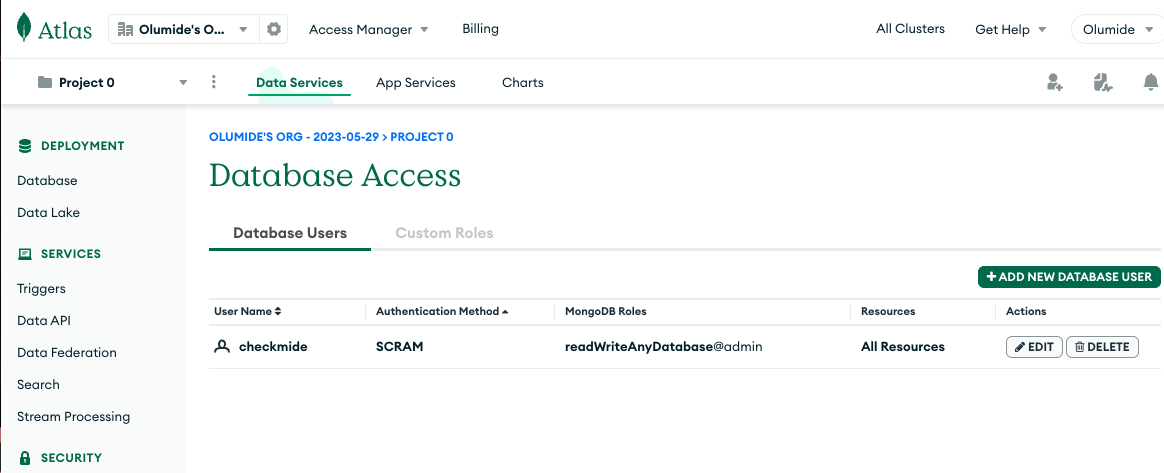 Atlas Olumide's O... Access Manager Billing All Clusters Get Help Olumide
Project 0 Data Services App Services Charts
DEPLOYMENT
Database
Data Lake
SERVICES
Triggers
Data API
Data Federation
Search
Stream Processing
SECURITY
OLUMIDE'S ORG - 2023-05-29 > PROJECT 0
Database Access
Database Users Custom Roles
+ ADD NEW DATABASE USER
User Name Authentication Method MongoDB Roles Resources Actions
checkmide SCRAM readWriteAnyDatabase@admin All Resources EDIT DELETE